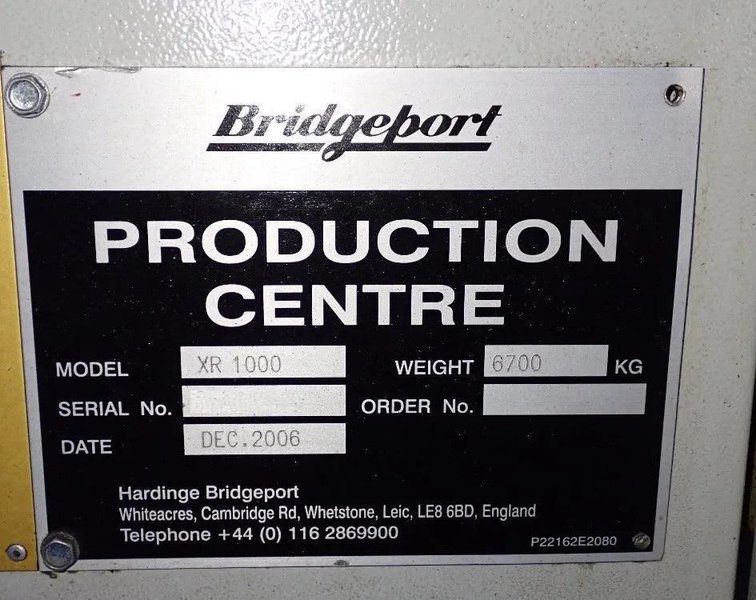 Bridgeport
PRODUCTION
CENTRE
MODEL XR 1000 WEIGHT 6700 KG
SERIAL No. ORDER No.
DATE DEC.2006
Hardinge Bridgeport
Whiteacres, Cambridge Rd, Whetstone, Leic, LE8 6BD, England
Telephone +44 (0) 116 2869900
P22162E2080